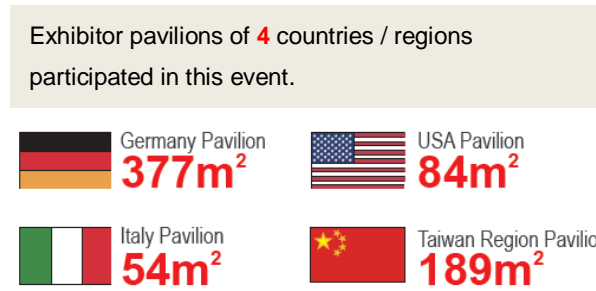 Exhibitor pavilions of 4 countries / regions
participated in this event.
Germany Pavilion
377m²
USA Pavilion
84m²
Italy Pavilion
54m²
Taiwan Region Pavilio
189m²